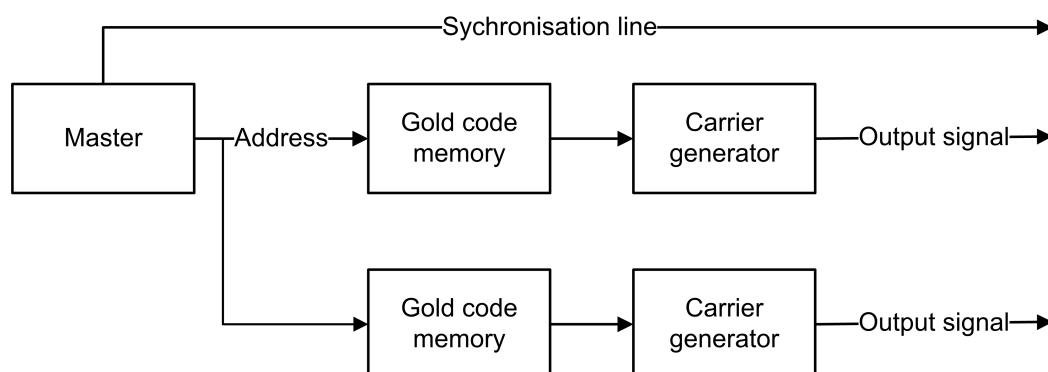 Sychronisation line
Master
Address
Gold code
memory
Carrier
generator
Output signal
Gold code
memory
Carrier
generator
Output signal